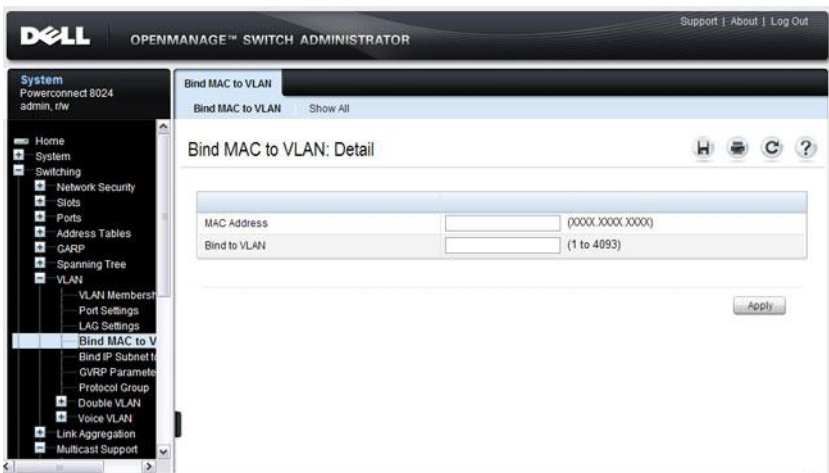 DELL
OPENMANAGE™ SWITCH ADMINISTRATOR
Support | About | Log Out
System
Powerconnect 8024
admin, r/w
Home
System
Switching
Network Security
Slots
Ports
Address Tables
GARP
Spanning Tree
VLAN
VLAN Membersh
Port Settings
LAG Settings
Bind MAC to V
Bind IP Subnet to
GVRP Paramete
Protocol Group
Double VLAN
Voice VLAN
Link Aggregation
Multicast Support
Bind MAC to VLAN
Bind MAC to VLAN Show All
Bind MAC to VLAN: Detail
MAC Address (XXXX.XXXX.XXXX)
Bind to VLAN (1 to 4093)
Apply